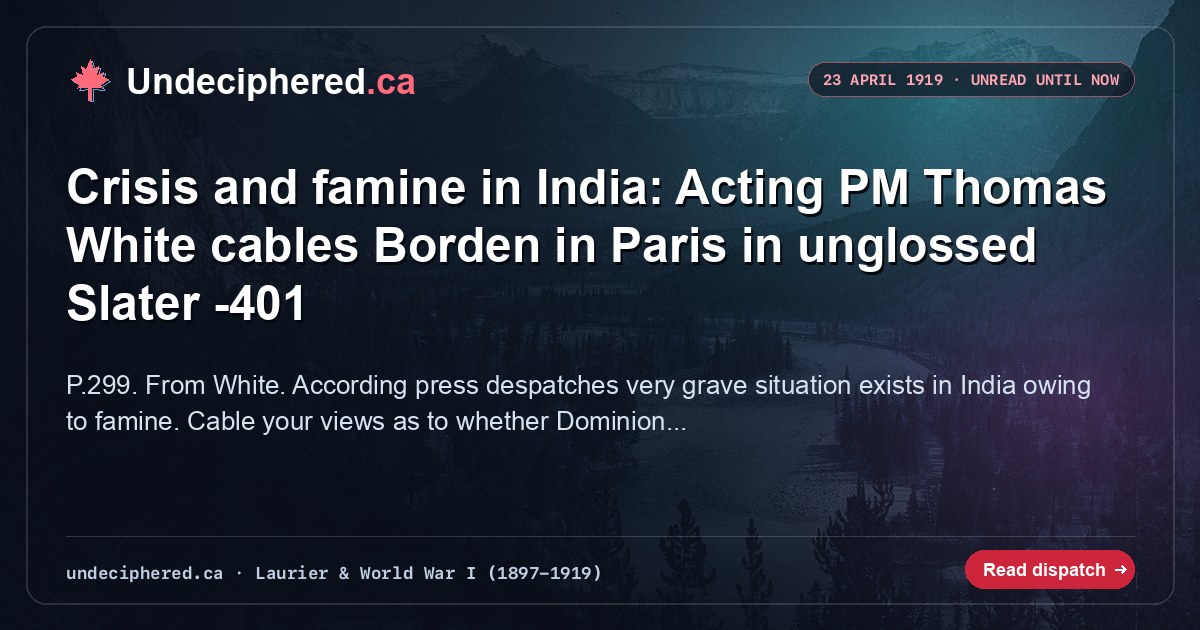 Undeciphered.ca
23 APRIL 1919 · UNREAD UNTIL NOW
Crisis and famine in India: Acting PM Thomas
White cables Borden in Paris in unglossed
Slater -401
P.299. From White. According press despatches very grave situation exists in India owing
to famine. Cable your views as to whether Dominion...
undeciphered.ca · Laurier & World War I (1897–1919)
Read dispatch →